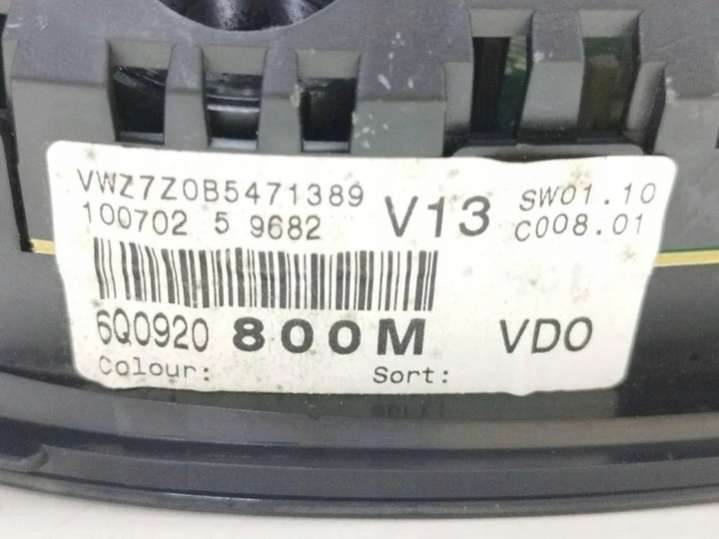 VWZ7Z0B5471389
100702 5 9682 V13 SW01.10
C008.01
6Q0920 800M VDO
Colour: Sort: